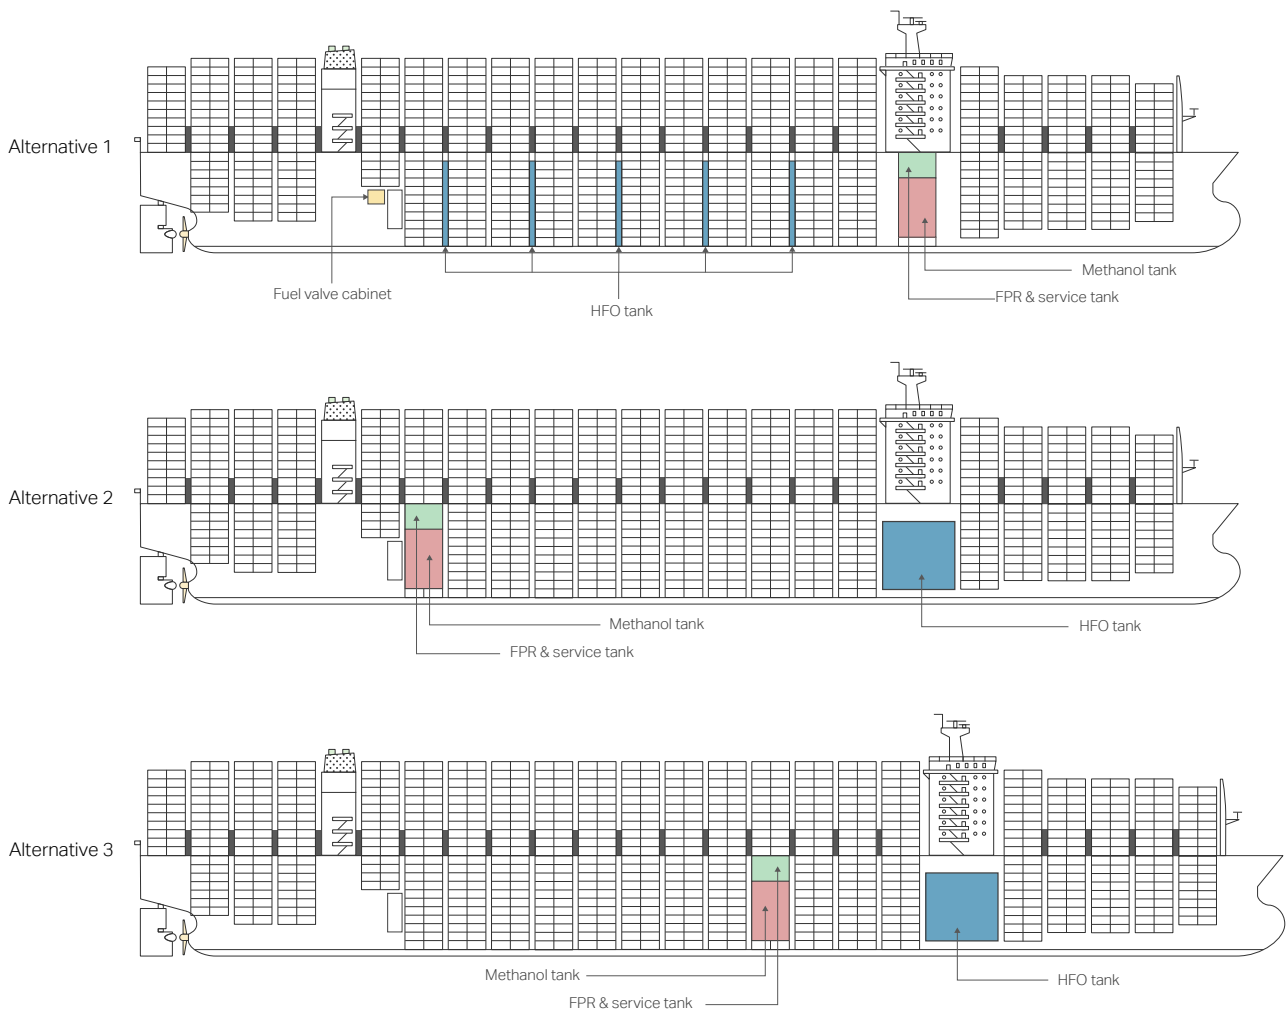 Alternative 1
Methanol tank
Fuel valve cabinet
FPR & service tank
HFO tank
Alternative 2
Methanol tank
HFO tank
FPR & service tank
Alternative 3
Methanol tank
HFO tank
FPR & service tank